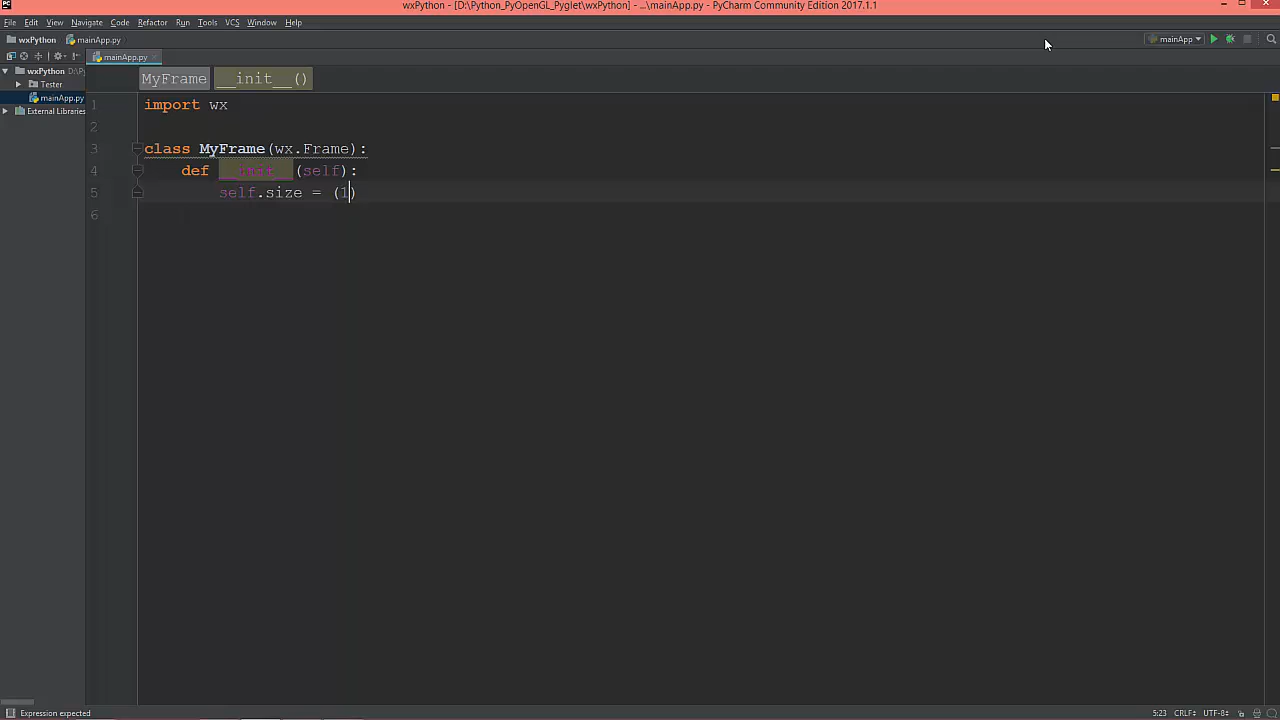 wxPython - [D:\Python_PyOpenGL_Pyglet\wxPython] - ...\mainApp.py - PyCharm Community Edition 2017.1.1
File Edit View Navigate Code Refactor Run Tools VCS Window Help
wxPython mainApp.py
mainApp
mainApp.py
wxPython D:\Py
Tester
mainApp.py
External Libraries
MyFrame __init__()
1 import wx
2
3 class MyFrame(wx.Frame):
4 def __init__(self):
5 self.size = (1)
6
Expression expected
5:23 CRLF÷ UTF-8÷